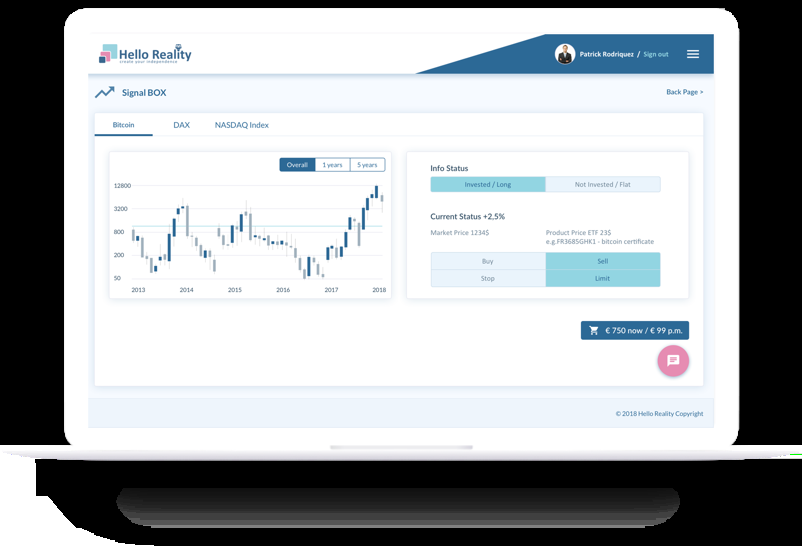 Hello Reality
create your independence
Patrick Rodriquez / Sign out
Signal BOX
Back Page >
Bitcoin
DAX
NASDAQ Index
Overall
1 years
5 years
12800
3200
800
200
50
2013
2014
2015
2016
2017
2018
Info Status
Invested / Long
Not Invested / Flat
Current Status +2,5%
Market Price 1234$
Product Price ETF 23$
e.g.FR3685GHK1 - bitcoin certificate
Buy
Sell
Stop
Limit
€ 750 now / € 99 p.m.
© 2018 Hello Reality Copyright